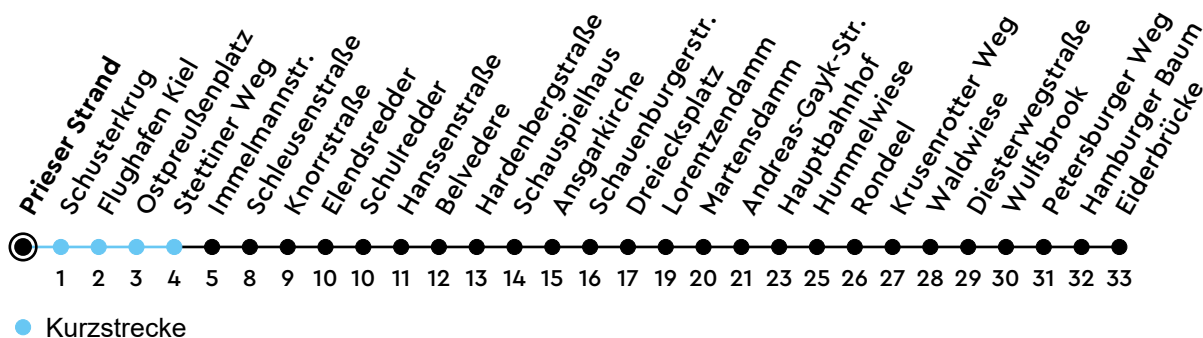 Prieser Strand
Schusterkrug
Flughafen Kiel
Ostpreußenplatz
Stettiner Weg
Immelmannstr.
Schleusenstraße
Knorrstraße
Elendsredder
Schulredder
Hanssenstraße
Belvedere
Hardenbergstraße
Schauspielhaus
Ansgarkirche
Schauenburgerstr.
Dreiecksplatz
Lorentzendamm
Martensdamm
Andreas-Gayk-Str.
Hauptbahnhof
Hummelwiese
Rondeel
Krusenrotter Weg
Waldwiese
Diesterwegstraße
Wulfsbrook
Petersburger Weg
Hamburger Baum
Eiderbrücke
1 2 3 4 5 8 9 10 10 11 12 13 14 15 16 17 19 20 21 23 25 26 27 28 29 30 31 32 33
Kurzstrecke